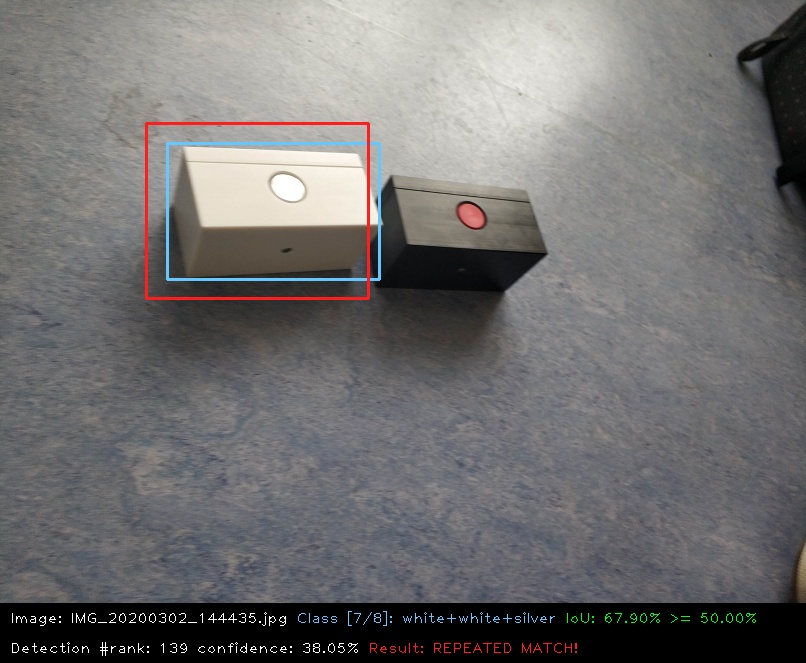 Image: IMG_20200302_144435.jpg Class [7/8]: white+white+silver IoU: 67.90% >= 50.00%
Detection #rank: 139 confidence: 38.05% Result: REPEATED MATCH!